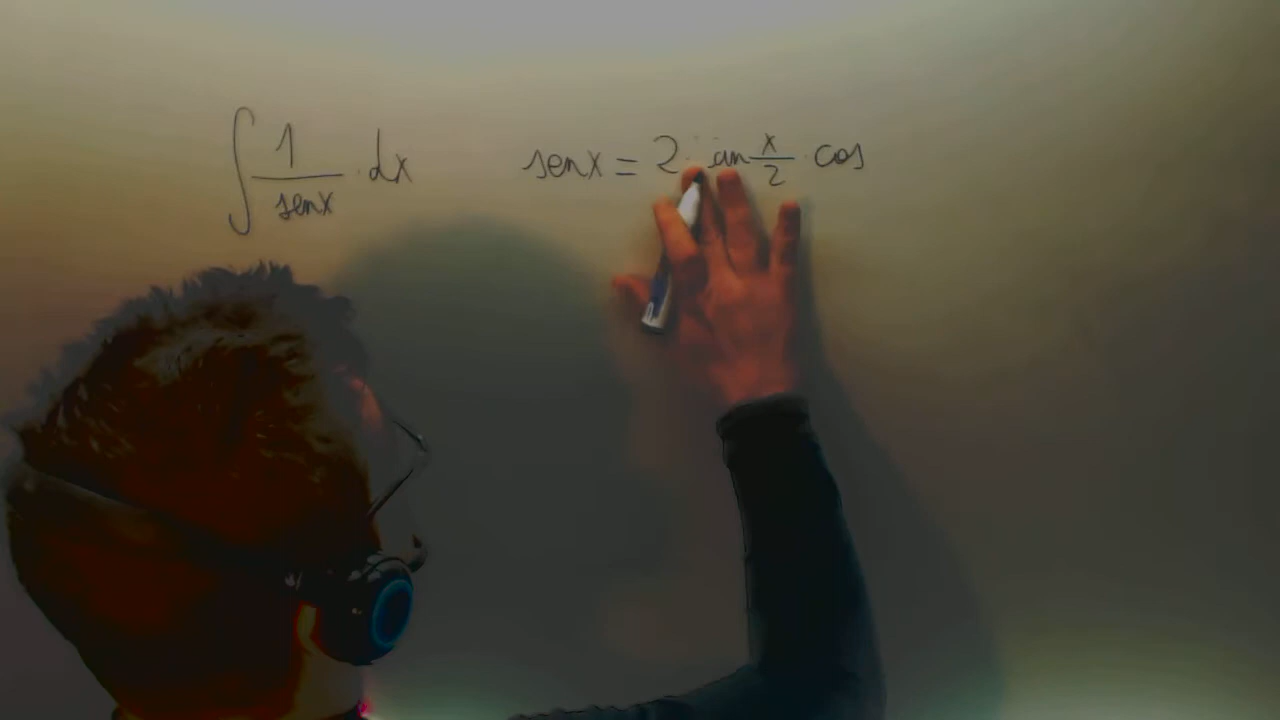 ∫ 1/senx · dx senx = 2 · sen x/2 · cos